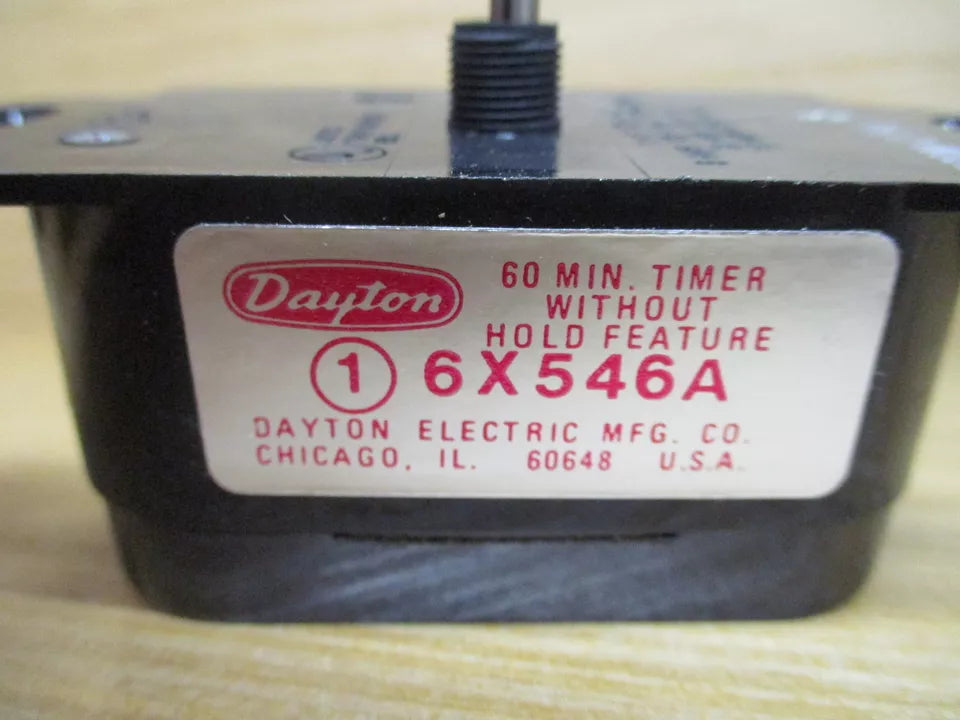 Dayton
60 MIN. TIMER
WITHOUT
HOLD FEATURE
1 6X546A
DAYTON ELECTRIC MFG. CO.
CHICAGO, IL. 60648 U.S.A.